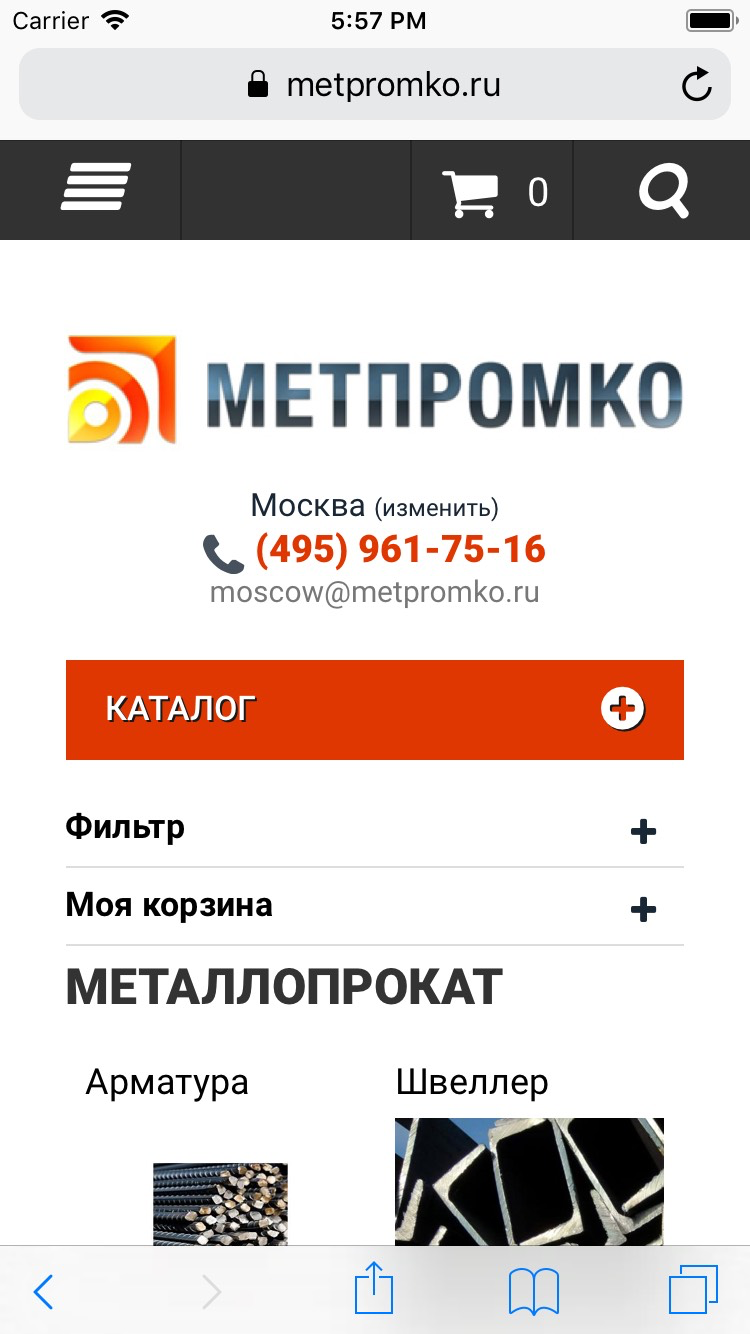 Carrier 5:57 PM
metpromko.ru
0
МЕТПРОМКО
Москва (изменить)
(495) 961-75-16
moscow@metpromko.ru
КАТАЛОГ
Фильтр
Моя корзина
МЕТАЛЛОПРОКАТ
Арматура Швеллер